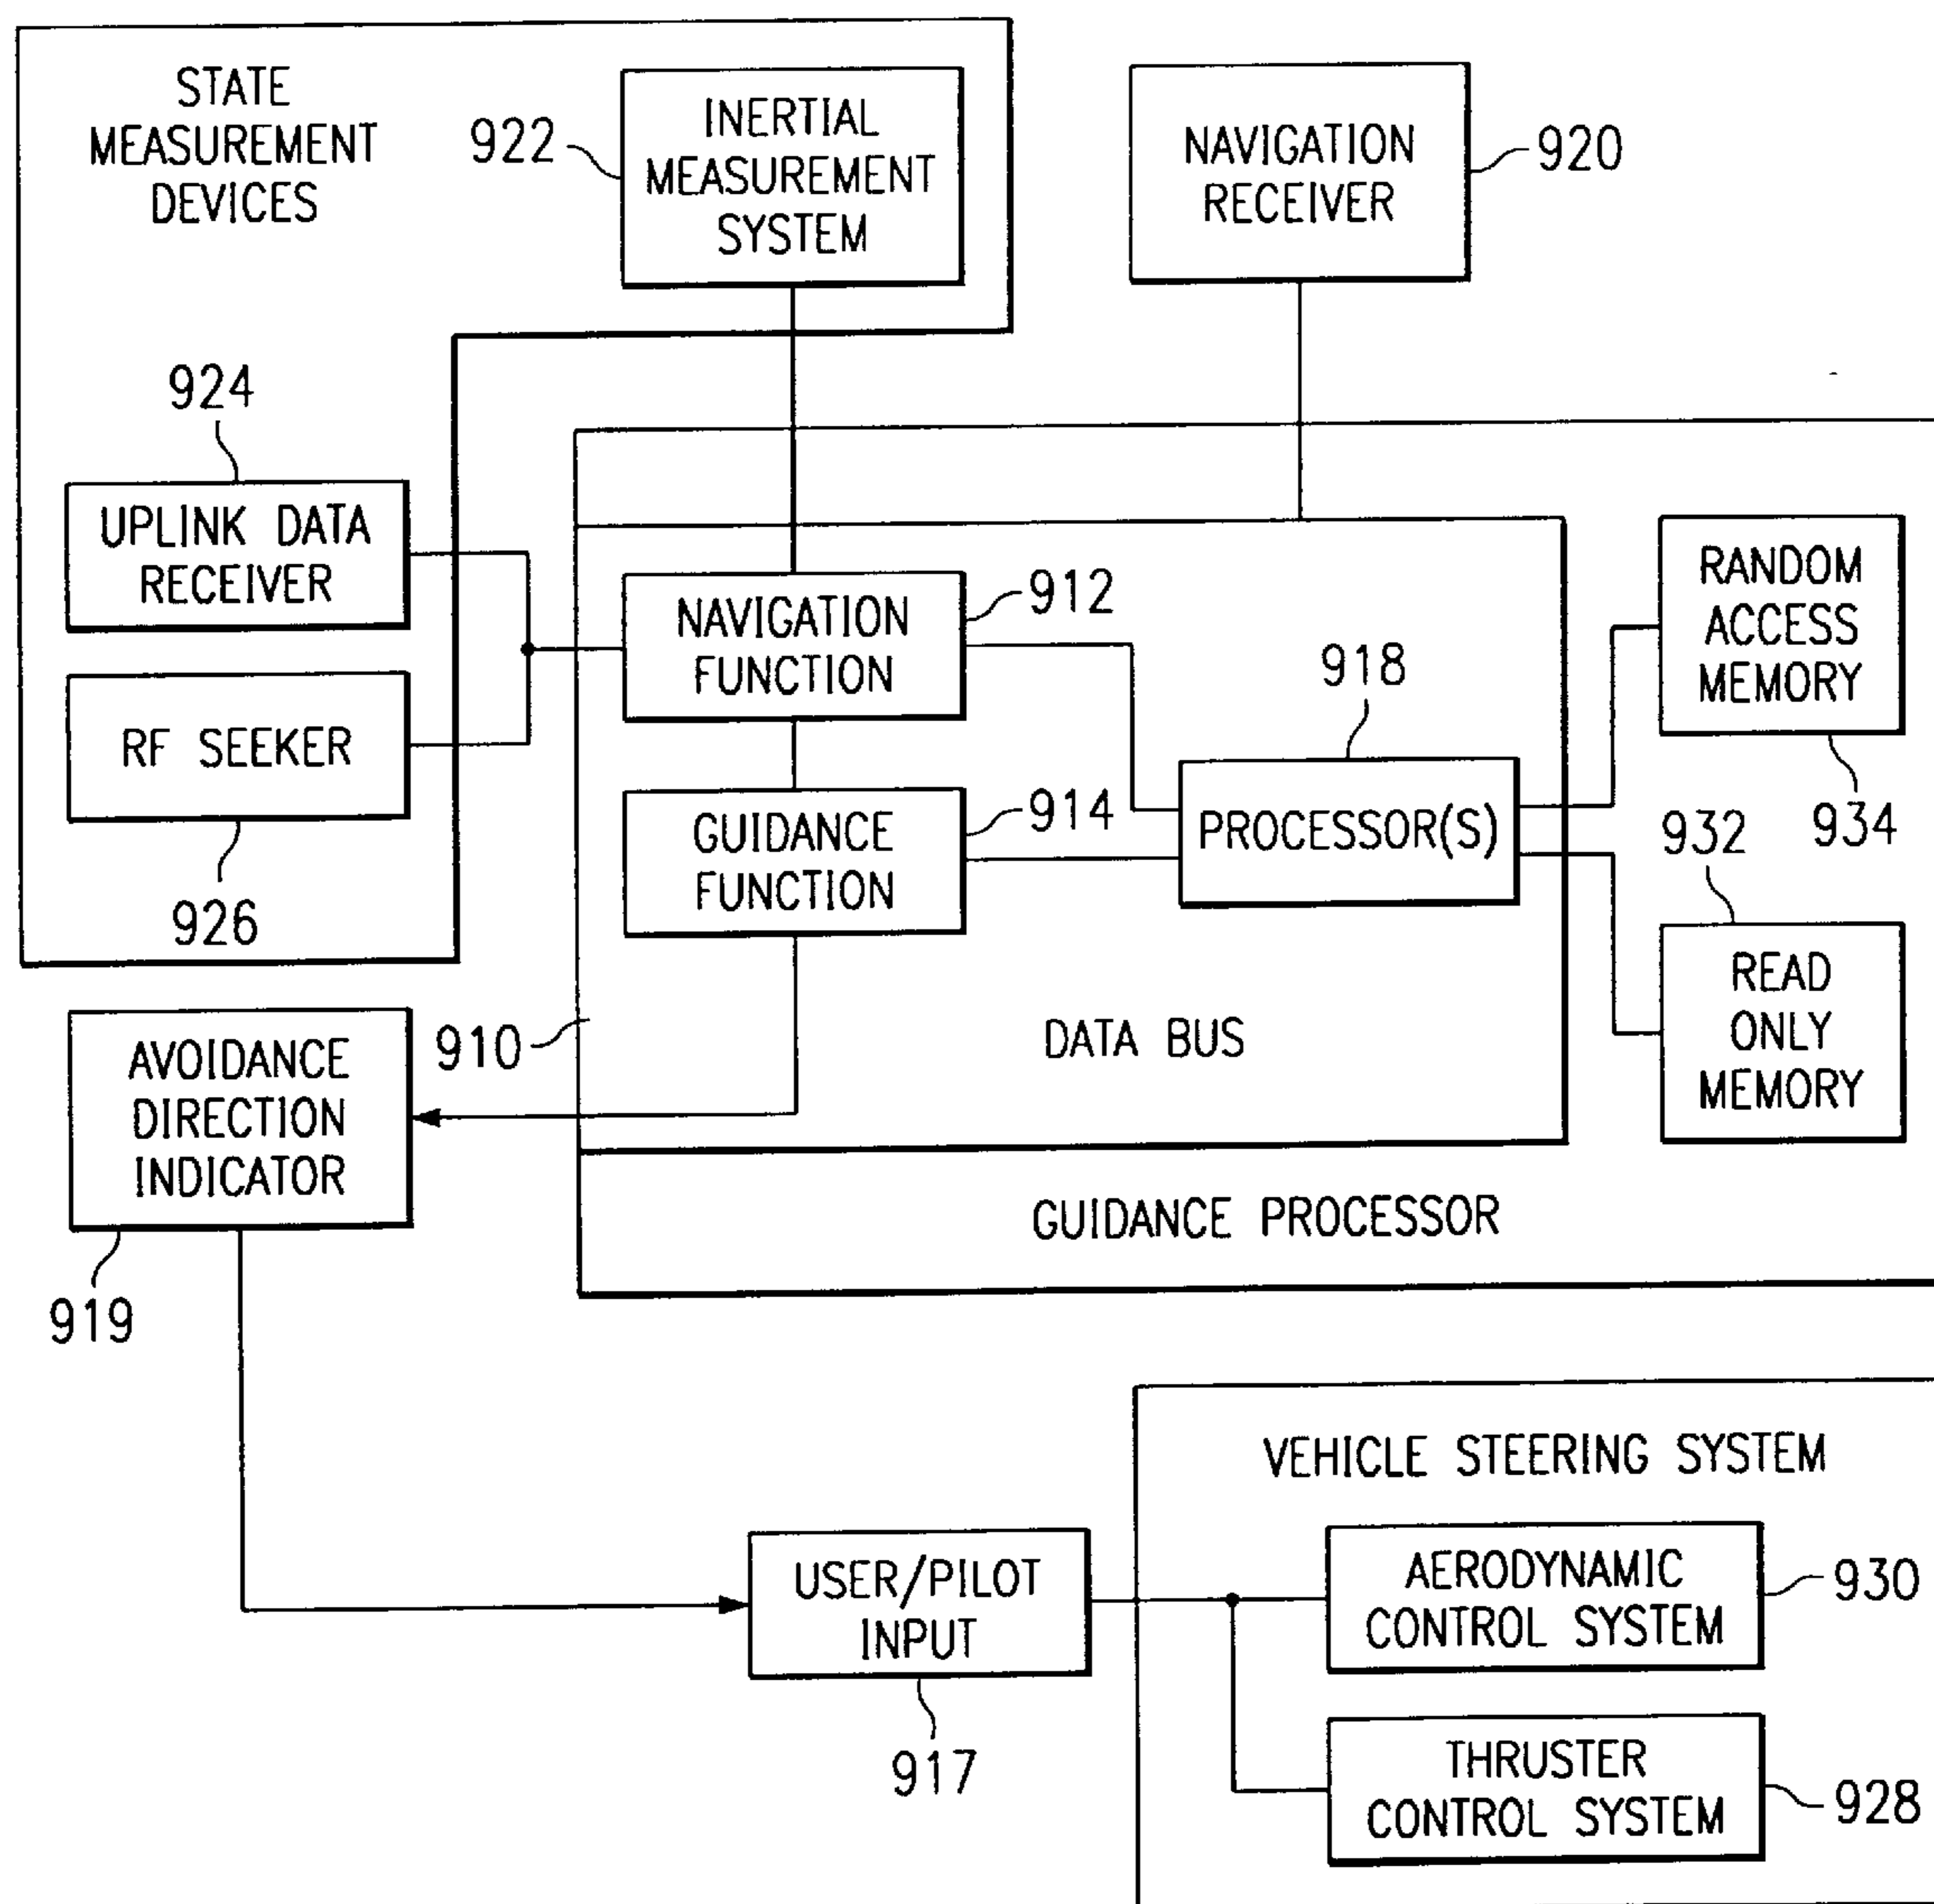 STATE
MEASUREMENT
DEVICES
922
INERTIAL
MEASUREMENT
SYSTEM
NAVIGATION
RECEIVER
920
924
UPLINK DATA
RECEIVER
RF SEEKER
926
NAVIGATION
FUNCTION
912
GUIDANCE
FUNCTION
914
918
PROCESSOR(S)
RANDOM
ACCESS
MEMORY
934
932
READ
ONLY
MEMORY
910
DATA BUS
GUIDANCE PROCESSOR
AVOIDANCE
DIRECTION
INDICATOR
919
USER/PILOT
INPUT
917
VEHICLE STEERING SYSTEM
AERODYNAMIC
CONTROL SYSTEM
930
THRUSTER
CONTROL SYSTEM
928